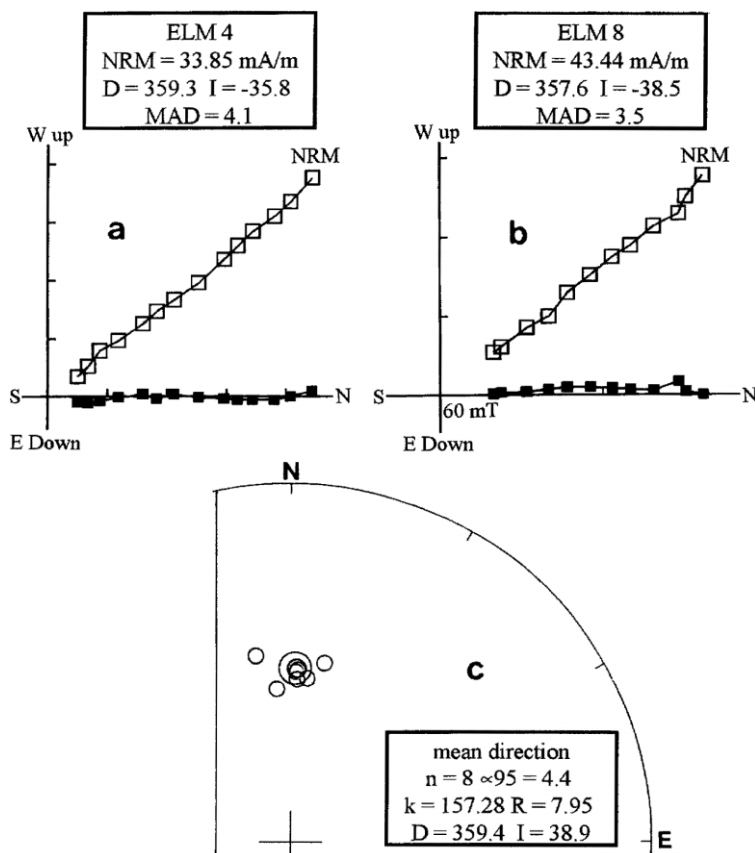 ELM 4
NRM = 33.85 mA/m
D = 359.3 I = -35.8
MAD = 4.1
W up
NRM
a
S
N
E Down
ELM 8
NRM = 43.44 mA/m
D = 357.6 I = -38.5
MAD = 3.5
W up
NRM
b
S
N
60 mT
E Down
N
c
mean direction
n = 8 ∝95 = 4.4
k = 157.28 R = 7.95
D = 359.4 I = 38.9
E